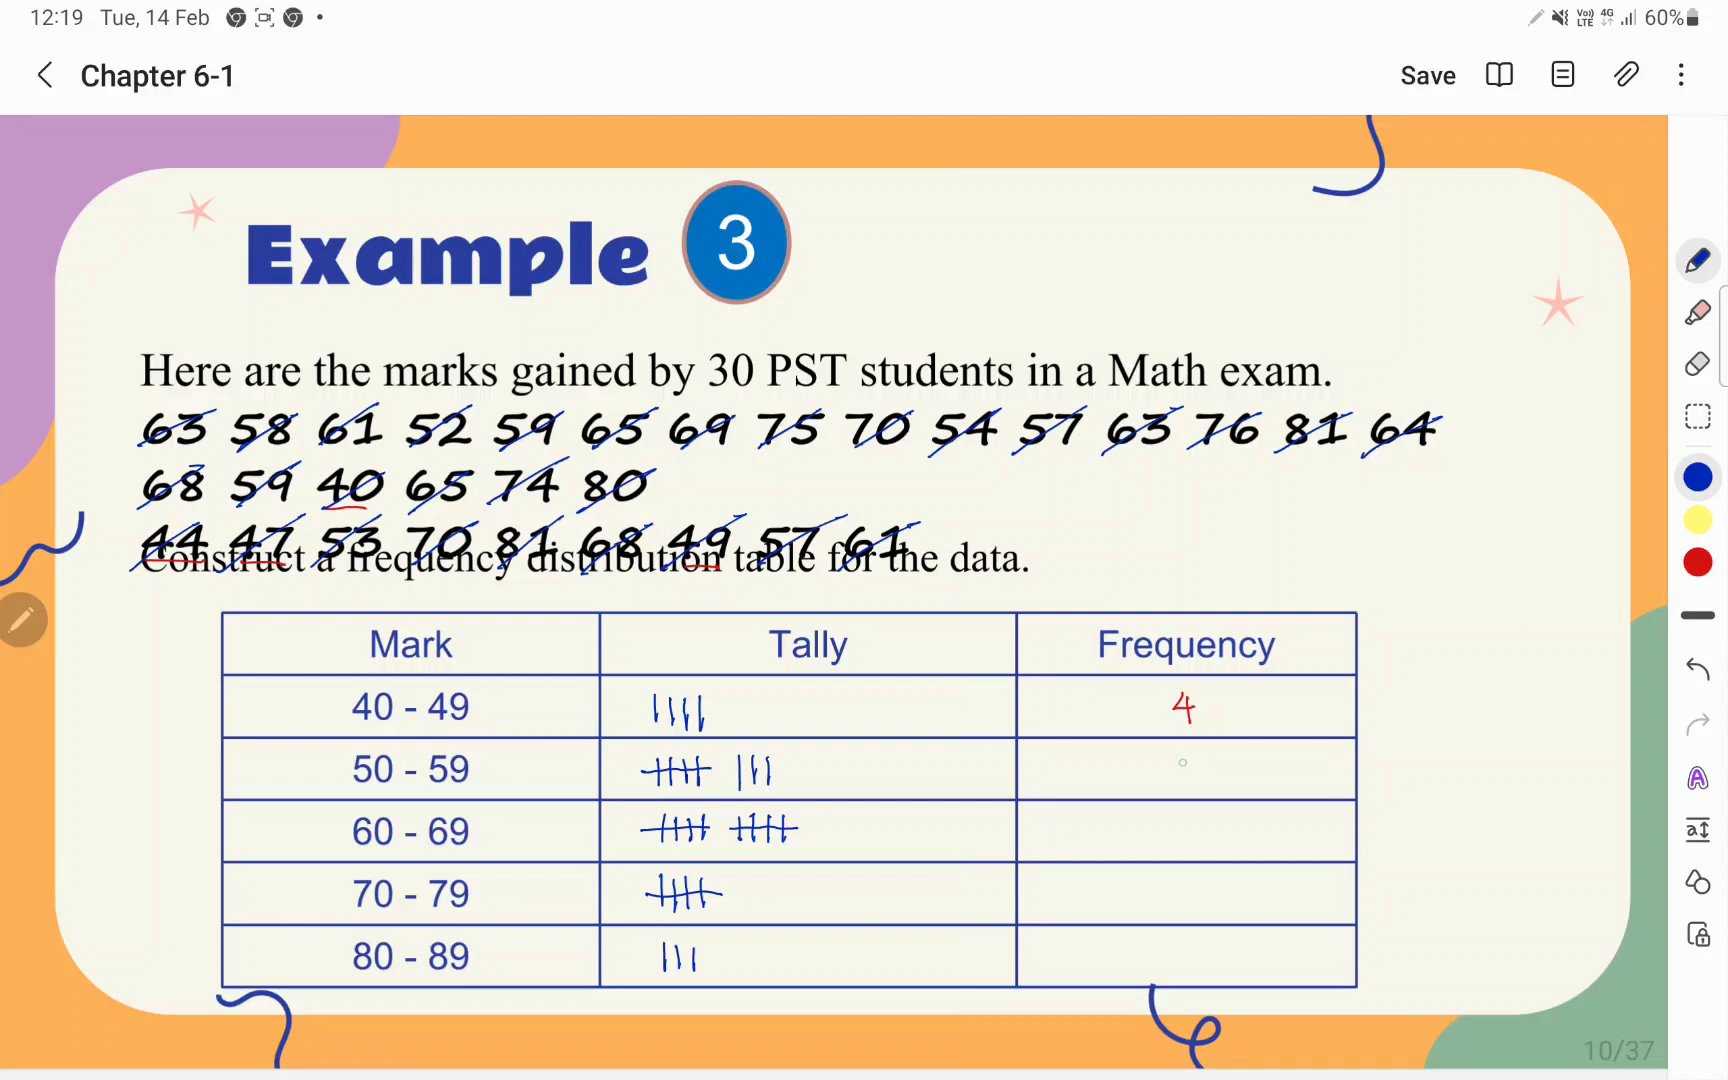 12:19 Tue, 14 Feb Vo)) LTE 4G 60%
Chapter 6-1 Save
Example 3
Here are the marks gained by 30 PST students in a Math exam.
63 58 61 52 59 65 69 75 70 54 57 63 76 81 64
68 59 40 65 74 80
44 47 53 70 81 68 49 57 61
Construct a frequency distribution table for the data.
Mark Tally Frequency
40 - 49 4
50 - 59
60 - 69
70 - 79
80 - 89
10/37